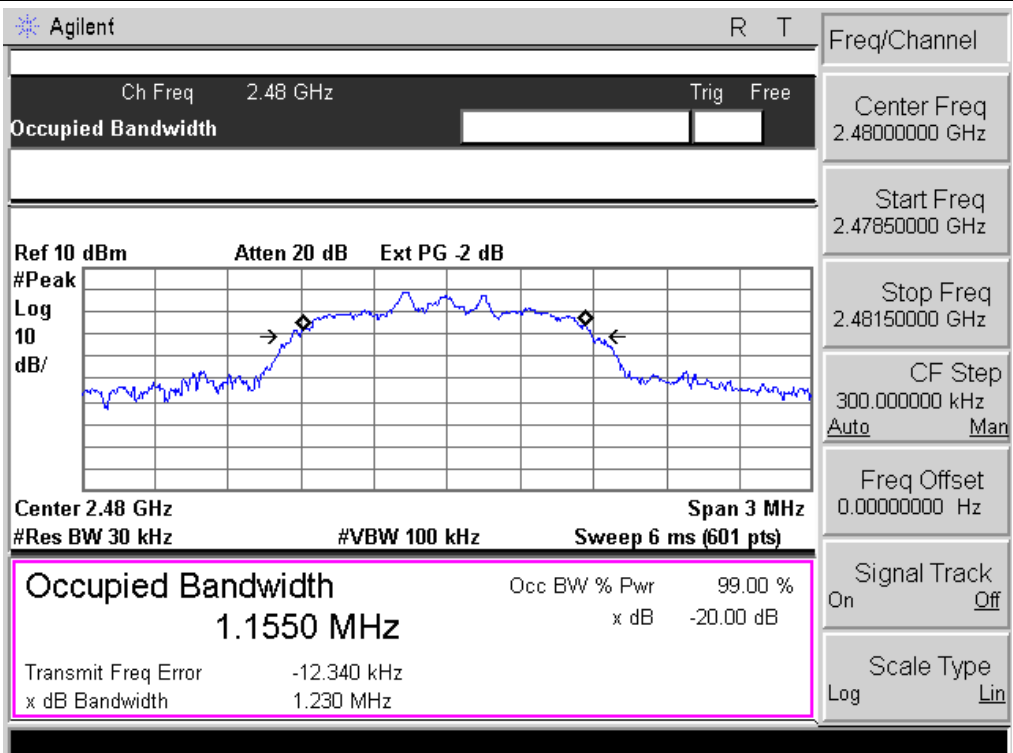 Agilent R T
Ch Freq 2.48 GHz Trig Free
Occupied Bandwidth
Ref 10 dBm Atten 20 dB Ext PG -2 dB
#Peak
Log
10
dB/
Center 2.48 GHz Span 3 MHz
#Res BW 30 kHz #VBW 100 kHz Sweep 6 ms (601 pts)
Occupied Bandwidth
1.1550 MHz
Occ BW % Pwr 99.00 %
x dB -20.00 dB
Transmit Freq Error -12.340 kHz
x dB Bandwidth 1.230 MHz
Freq/Channel
Center Freq
2.48000000 GHz
Start Freq
2.47850000 GHz
Stop Freq
2.48150000 GHz
CF Step
300.000000 kHz
Auto Man
Freq Offset
0.00000000 Hz
Signal Track
On Off
Scale Type
Log Lin